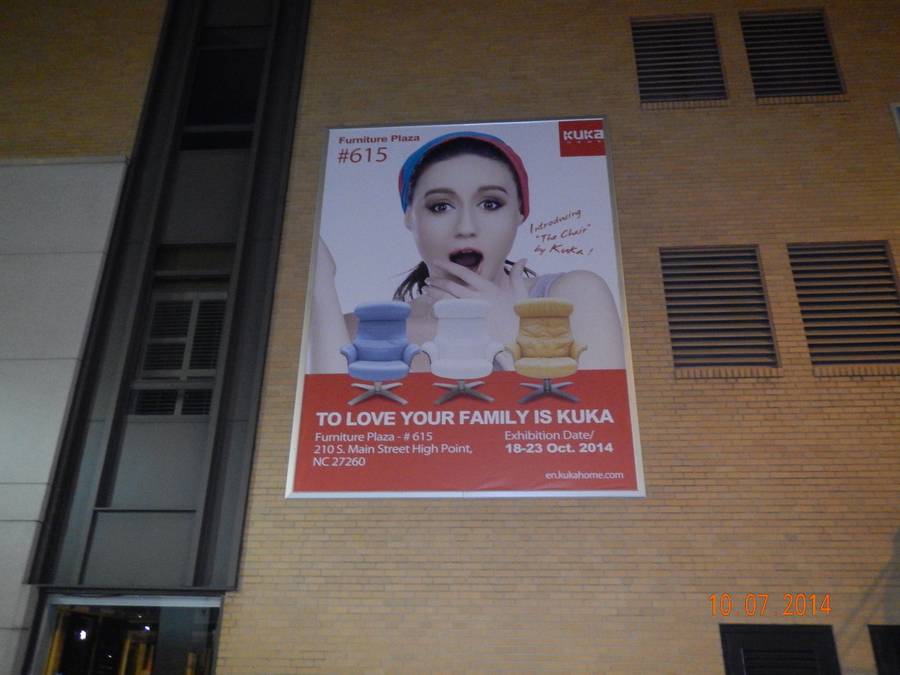 Furniture Plaza
#615
KUKA
HOME
Introducing
"The Chair"
by Kuka!
TO LOVE YOUR FAMILY IS KUKA
Furniture Plaza - # 615
210 S. Main Street High Point,
NC 27260
Exhibition Date/
18-23 Oct. 2014
en.kukahome.com
10.07.2014